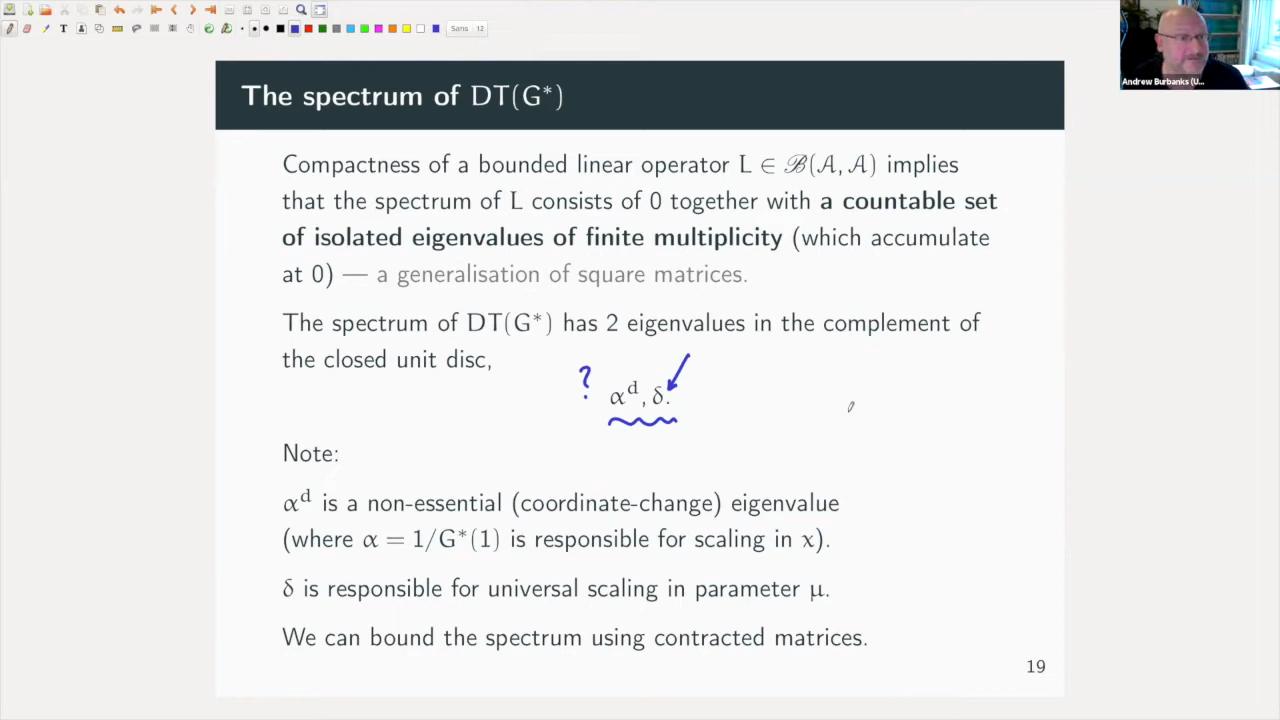 Sans 12
Andrew Burbanks (U...
The spectrum of DT(G*)
Compactness of a bounded linear operator L ∈ ℬ(𝒜, 𝒜) implies
that the spectrum of L consists of 0 together with a countable set
of isolated eigenvalues of finite multiplicity (which accumulate
at 0) — a generalisation of square matrices.
The spectrum of DT(G*) has 2 eigenvalues in the complement of
the closed unit disc,
? αᵈ, δ.
Note:
αᵈ is a non-essential (coordinate-change) eigenvalue
(where α = 1/G*(1) is responsible for scaling in x).
δ is responsible for universal scaling in parameter µ.
We can bound the spectrum using contracted matrices.
19